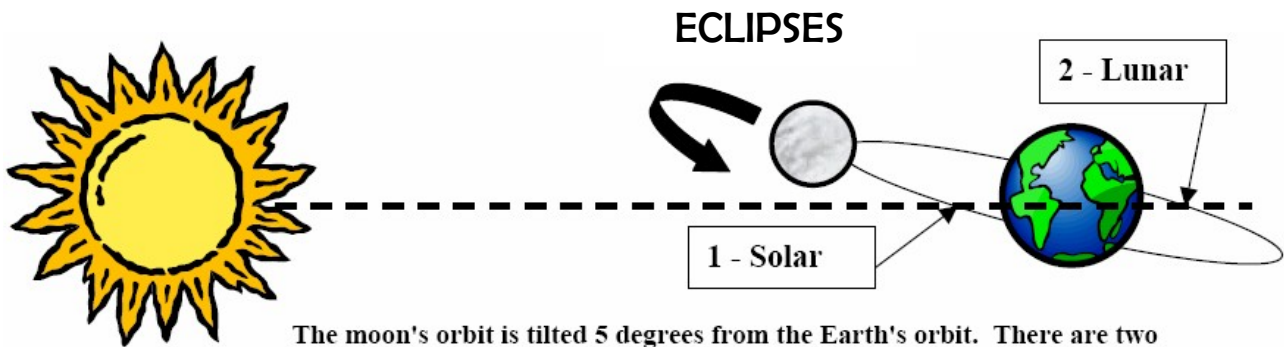 ECLIPSES
2 - Lunar
1 - Solar
The moon's orbit is tilted 5 degrees from the Earth's orbit. There are two